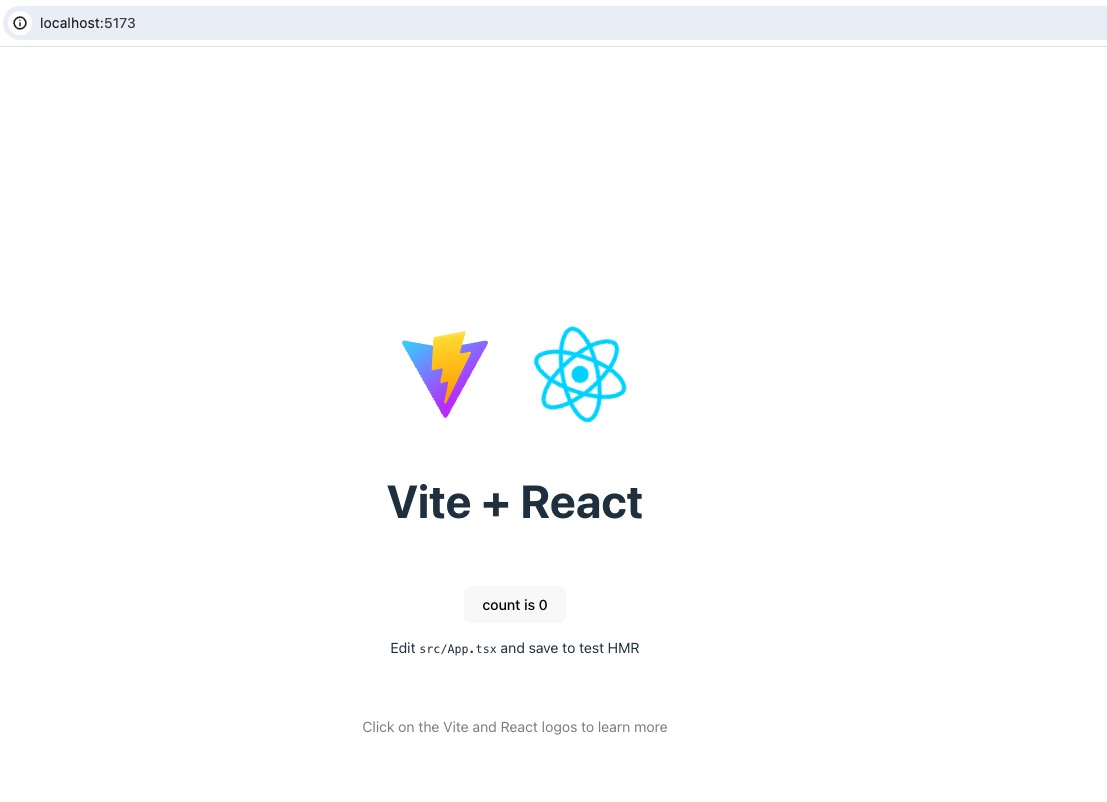 localhost:5173
Vite + React
count is 0
Edit src/App.tsx and save to test HMR
Click on the Vite and React logos to learn more